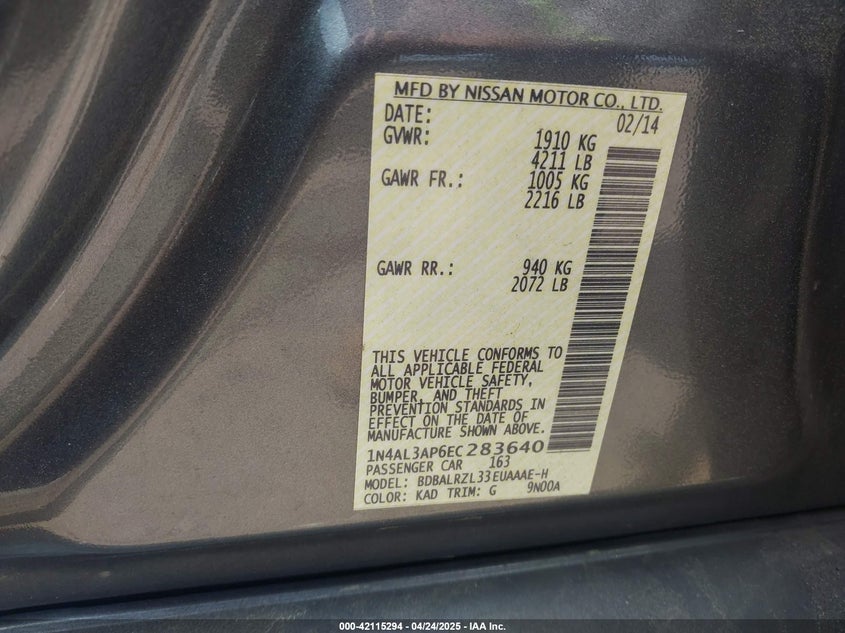 MFD BY NISSAN MOTOR CO., LTD.
DATE: 02/14
GVWR: 1910 KG
4211 LB
GAWR FR.: 1005 KG
2216 LB
GAWR RR.: 940 KG
2072 LB
THIS VEHICLE CONFORMS TO
ALL APPLICABLE FEDERAL
MOTOR VEHICLE SAFETY,
BUMPER, AND THEFT
PREVENTION STANDARDS IN
EFFECT ON THE DATE OF
MANUFACTURE SHOWN ABOVE.
1N4AL3AP6EC283640
PASSENGER CAR 163
MODEL: BDBALRZL33EUAAAE-H
COLOR: KAD TRIM: G 9N00A
000-42115294 - 04/24/2025 - IAA Inc.